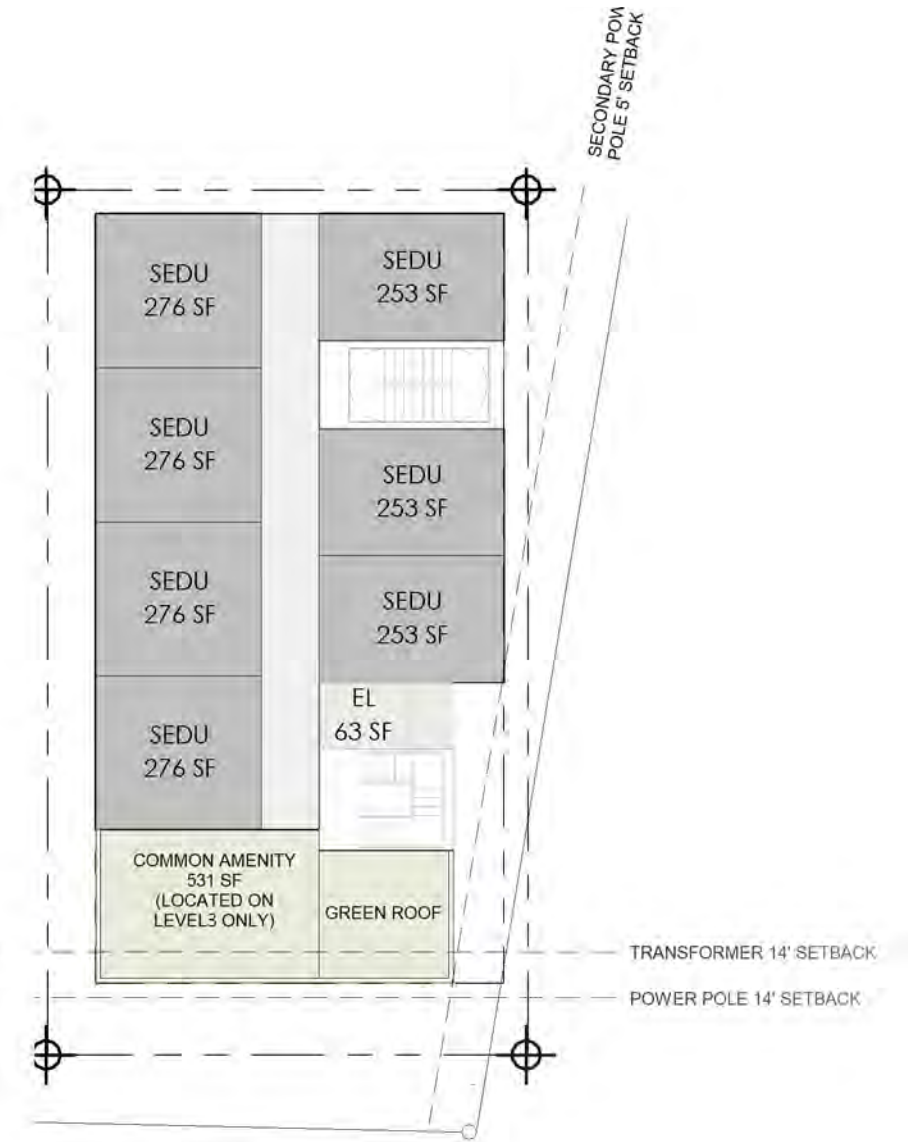 SECONDARY
POLE 5' SETBACK
SEDU
276 SF
SEDU
253 SF
SEDU
276 SF
SEDU
253 SF
SEDU
276 SF
SEDU
253 SF
SEDU
276 SF
EL
63 SF
COMMON AMENITY
531 SF
(LOCATED ON
LEVEL3 ONLY)
GREEN ROOF
TRANSFORMER 14' SETBACK
POWER POLE 14' SETBACK